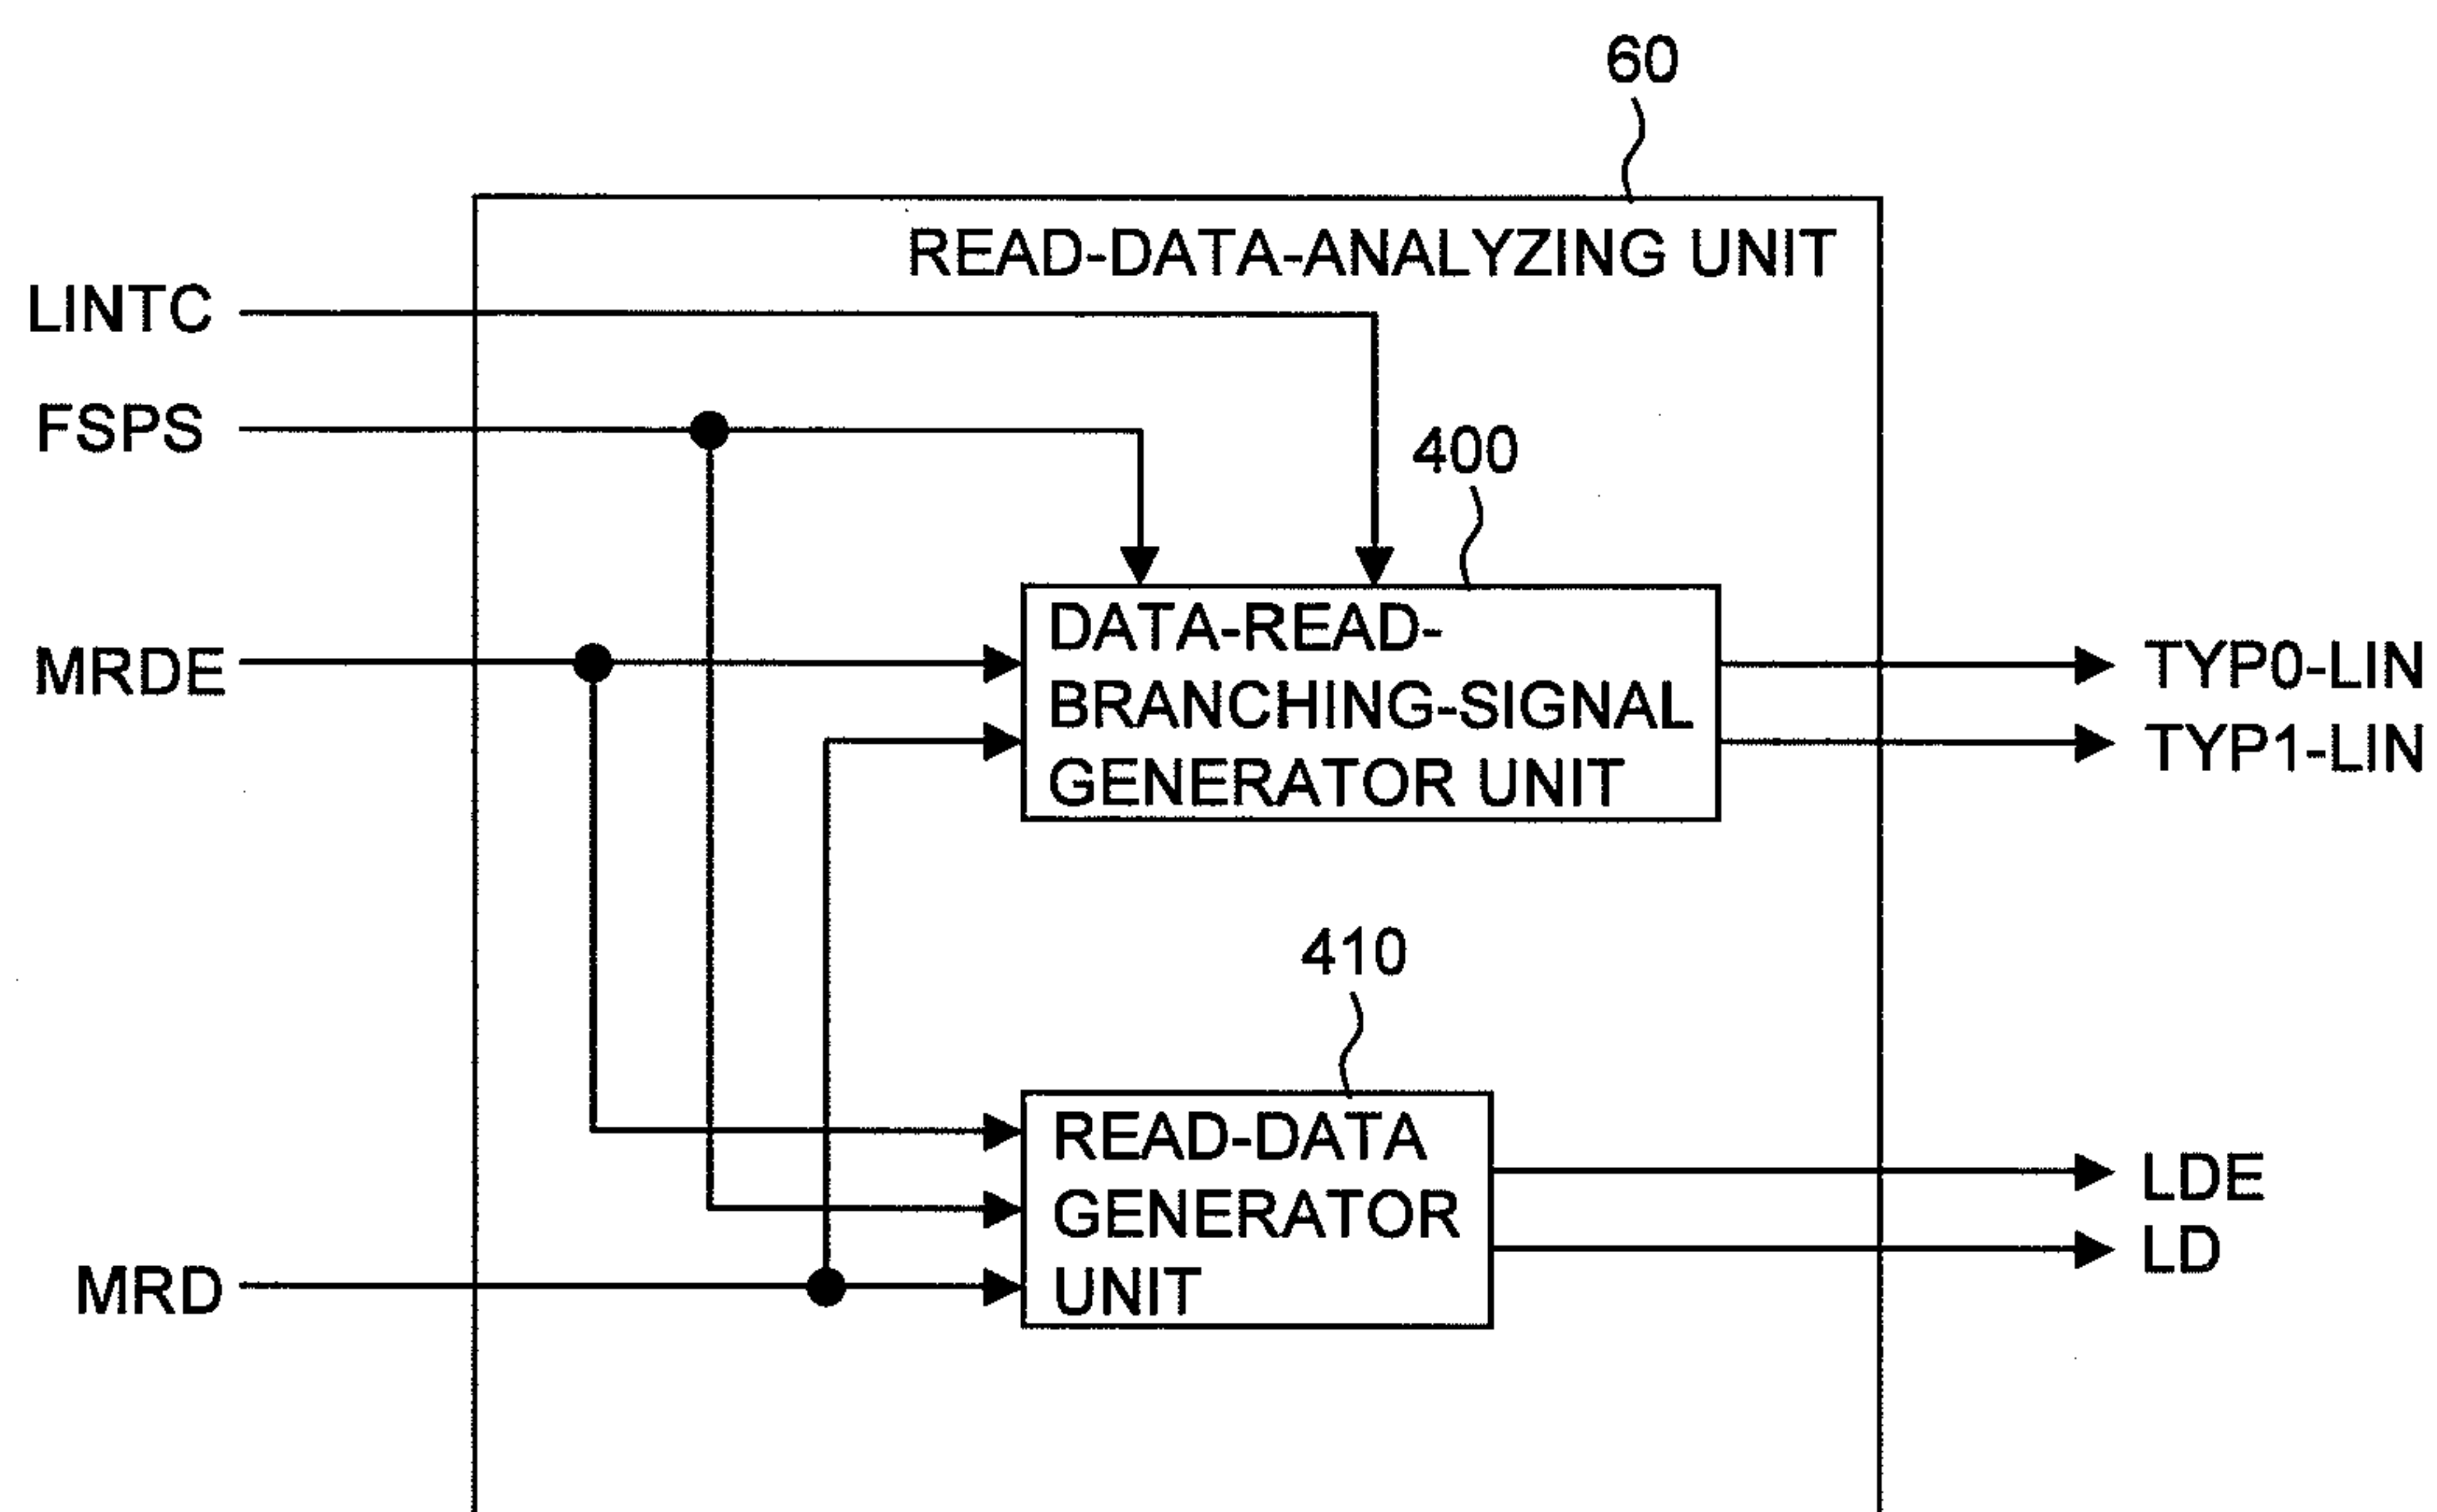 60
READ-DATA-ANALYZING UNIT
LINTC
FSPS
400
MRDE
DATA-READ-
BRANCHING-SIGNAL
GENERATOR UNIT
TYP0-LIN
TYP1-LIN
410
READ-DATA
GENERATOR
UNIT
LDE
LD
MRD